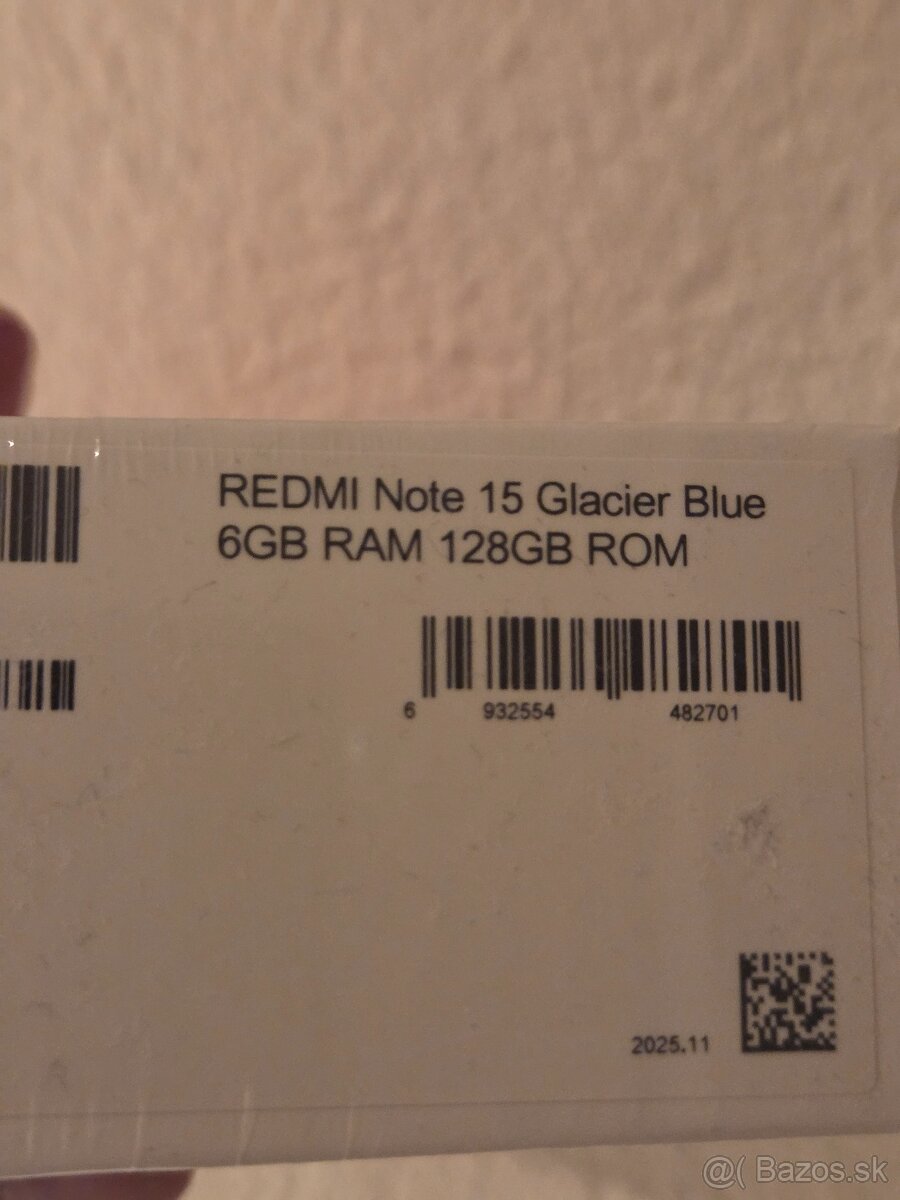 REDMI Note 15 Glacier Blue
6GB RAM 128GB ROM
6 932554 482701
2025.11
@( Bazos.sk